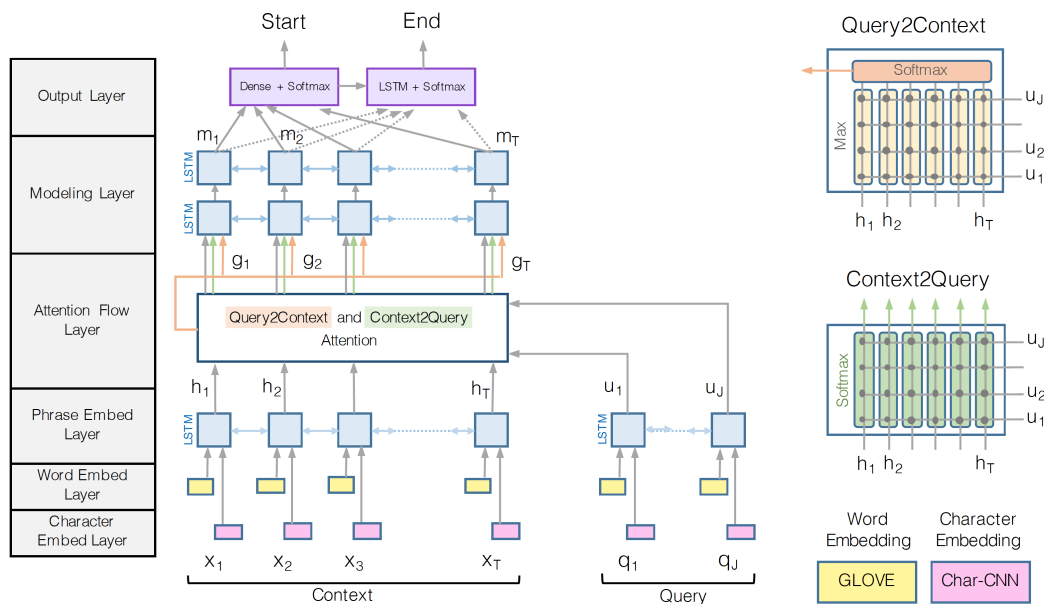 Start End
Output Layer
Dense + Softmax
LSTM + Softmax
m1 m2 mT
LSTM
Modeling Layer
LSTM
g1 g2 gT
Attention Flow
Layer
Query2Context and Context2Query
Attention
h1 h2 hT
u1 uJ
Phrase Embed
Layer
LSTM
LSTM
Word Embed
Layer
Character
Embed Layer
x1 x2 x3 xT
q1 qJ
Context
Query
Query2Context
Softmax
Max
uJ
u2
u1
h1 h2 hT
Context2Query
Softmax
uJ
u2
u1
h1 h2 hT
Word
Embedding
Character
Embedding
GLOVE
Char-CNN